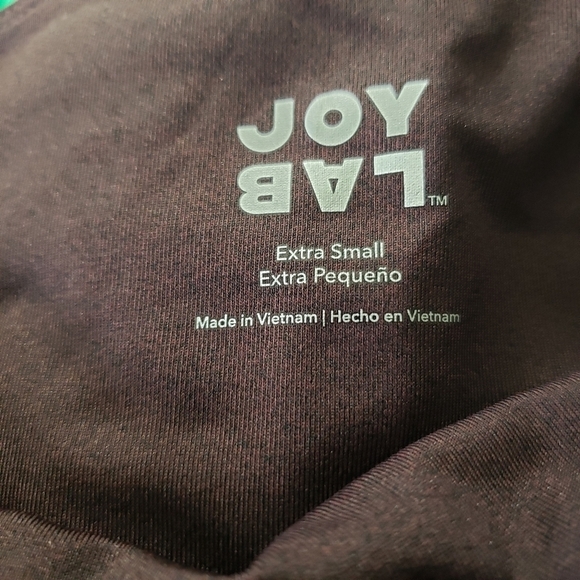 JOY
LAB™
Extra Small
Extra Pequeño
Made in Vietnam | Hecho en Vietnam